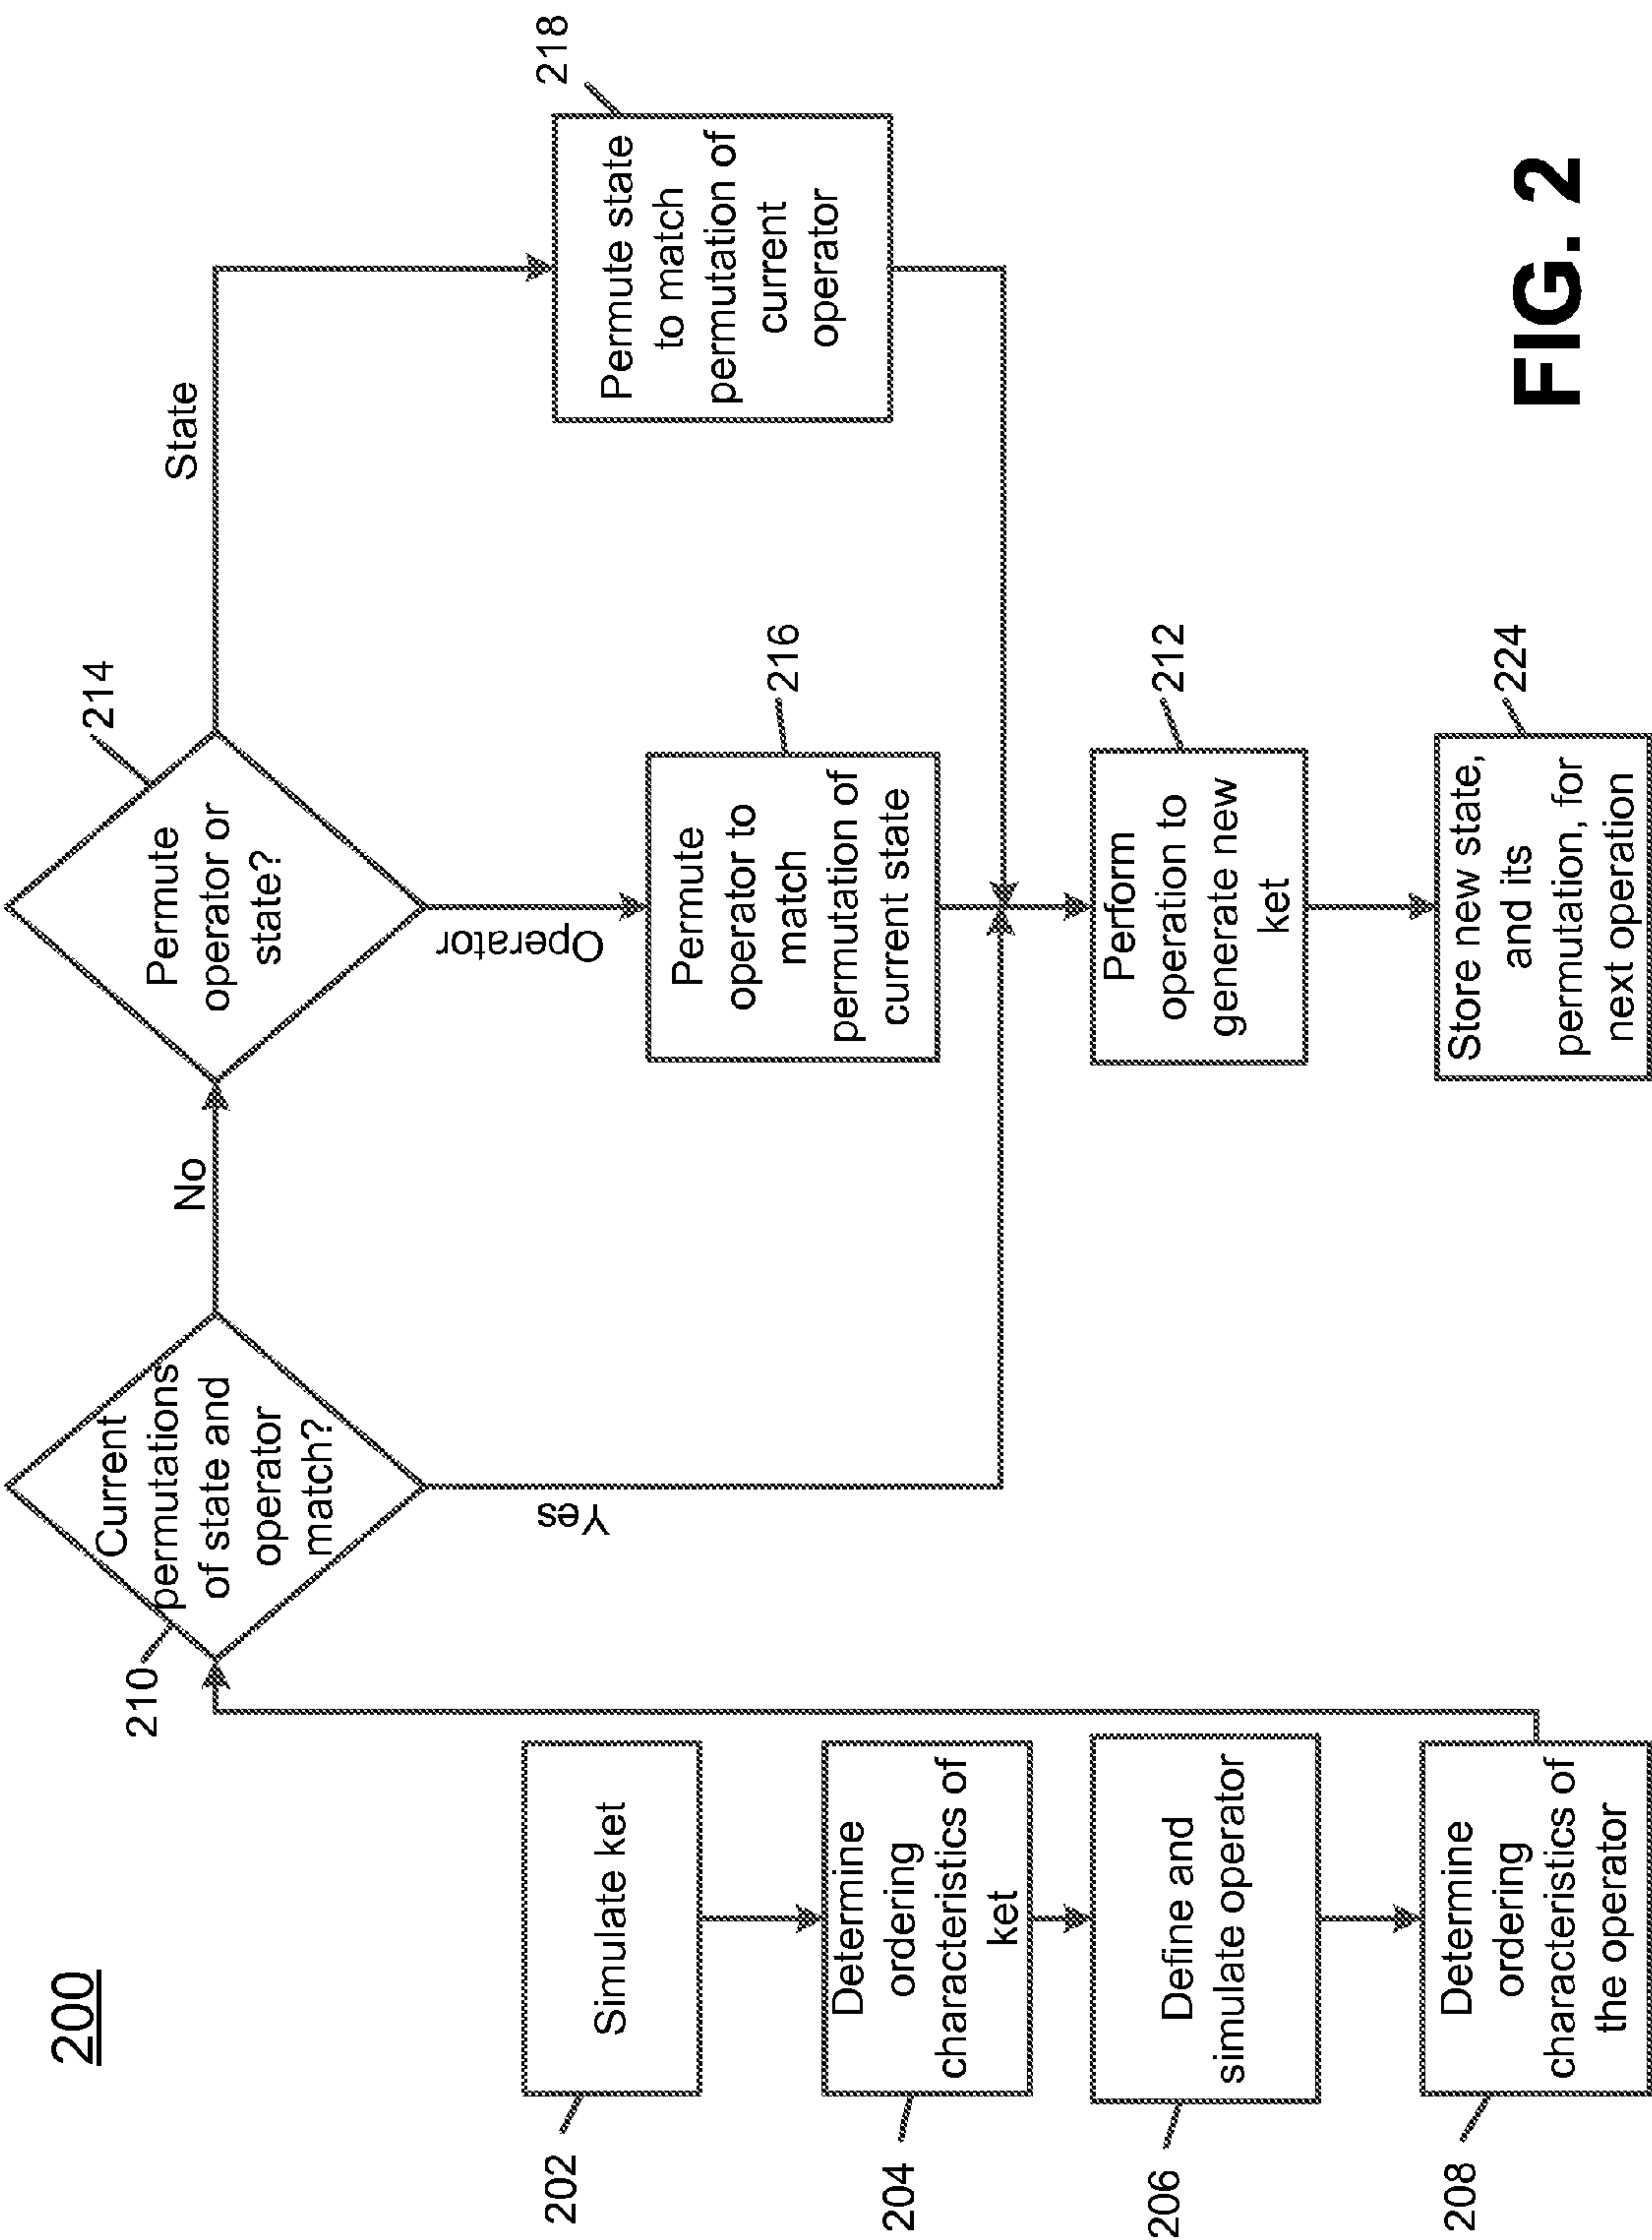 200
202
Simulate ket
204
Determine
ordering
characteristics of
ket
206
Define and
simulate operator
208
Determine
ordering
characteristics of
the operator
210
Current
permutations
of state and
operator
match?
No
Yes
214
Permute
operator or
state?
Operator
State
216
Permute
operator to
match
permutation of
current state
218
Permute state
to match
permutation of
current
operator
212
Perform
operation to
generate new
ket
224
Store new state,
and its
permutation, for
next operation
FIG. 2